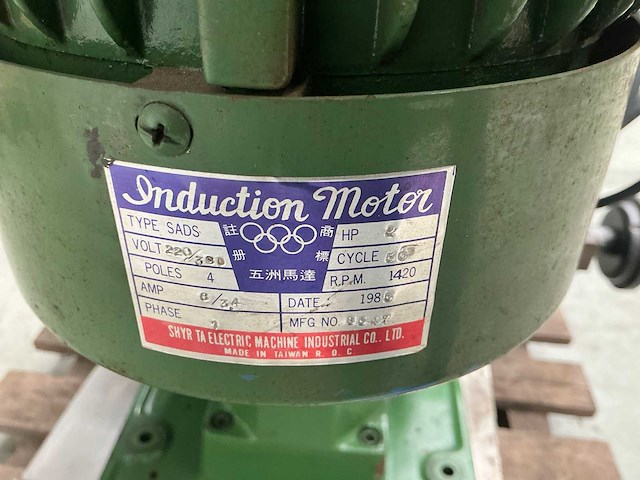 Induction Motor
TYPE SADS
VOLT 220/380
POLES 4
AMP
PHASE
註冊
商標
五洲馬達
HP
CYCLE
R.P.M. 1420
DATE: 198
MFG NO.
SHYR TA ELECTRIC MACHINE INDUSTRIAL CO., LTD.
MADE IN TAIWAN R. O. C.